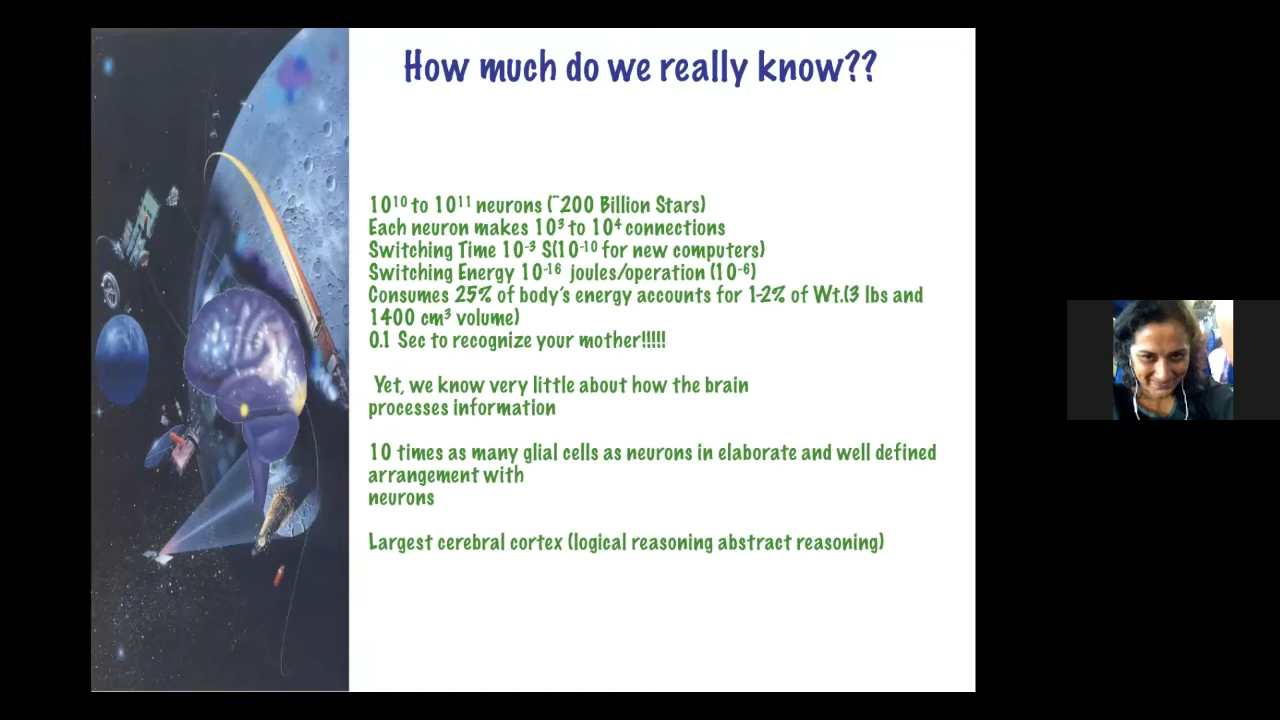 How much do we really know??
10¹⁰ to 10¹¹ neurons (~200 Billion Stars)
Each neuron makes 10³ to 10⁴ connections
Switching Time 10⁻³ S(10⁻¹⁰ for new computers)
Switching Energy 10⁻¹⁶ joules/operation (10⁻⁶)
Consumes 25% of body's energy accounts for 1-2% of Wt.(3 lbs and
1400 cm³ volume)
0.1 Sec to recognize your mother!!!!!
Yet, we know very little about how the brain
processes information
10 times as many glial cells as neurons in elaborate and well defined
arrangement with
neurons
Largest cerebral cortex (logical reasoning abstract reasoning)